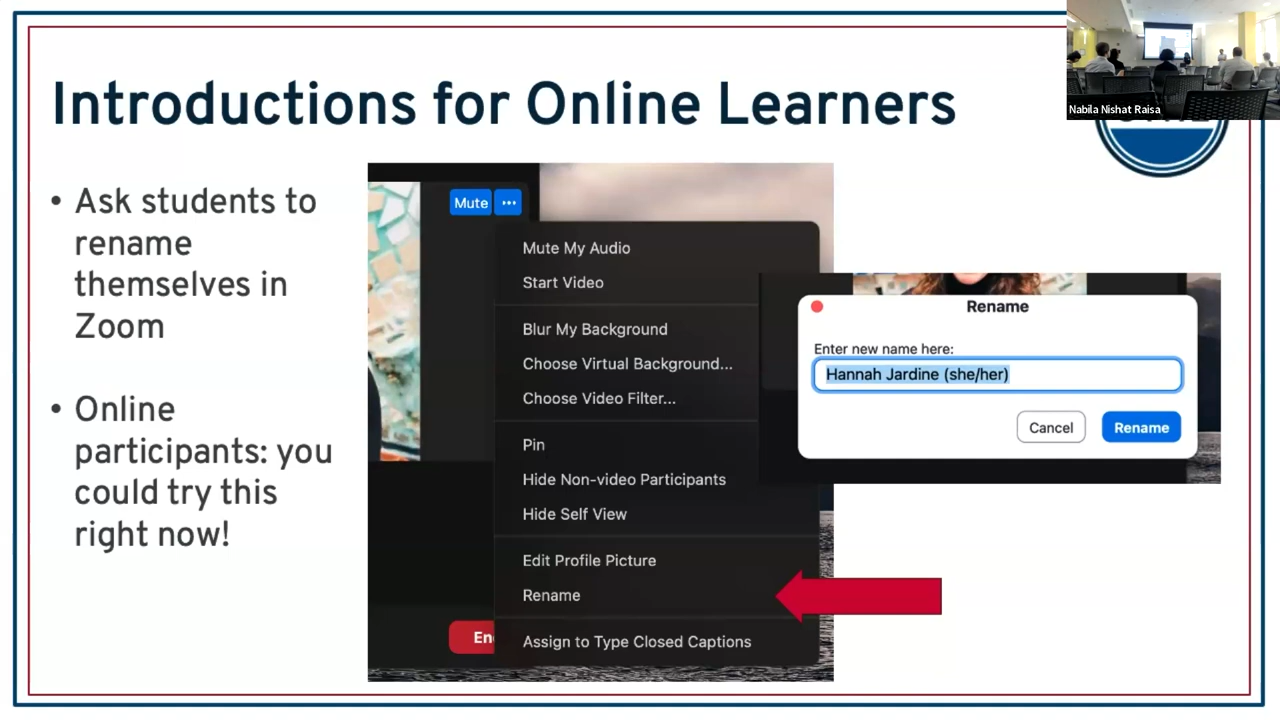 Introductions for Online Learners
Nabila Nishat Raisa
• Ask students to
rename
themselves in
Zoom
• Online
participants: you
could try this
right now!
Mute ...
Mute My Audio
Start Video
Blur My Background
Choose Virtual Background...
Choose Video Filter...
Pin
Hide Non-video Participants
Hide Self View
Edit Profile Picture
Rename
En
Assign to Type Closed Captions
Rename
Enter new name here:
Hannah Jardine (she/her)
Cancel Rename